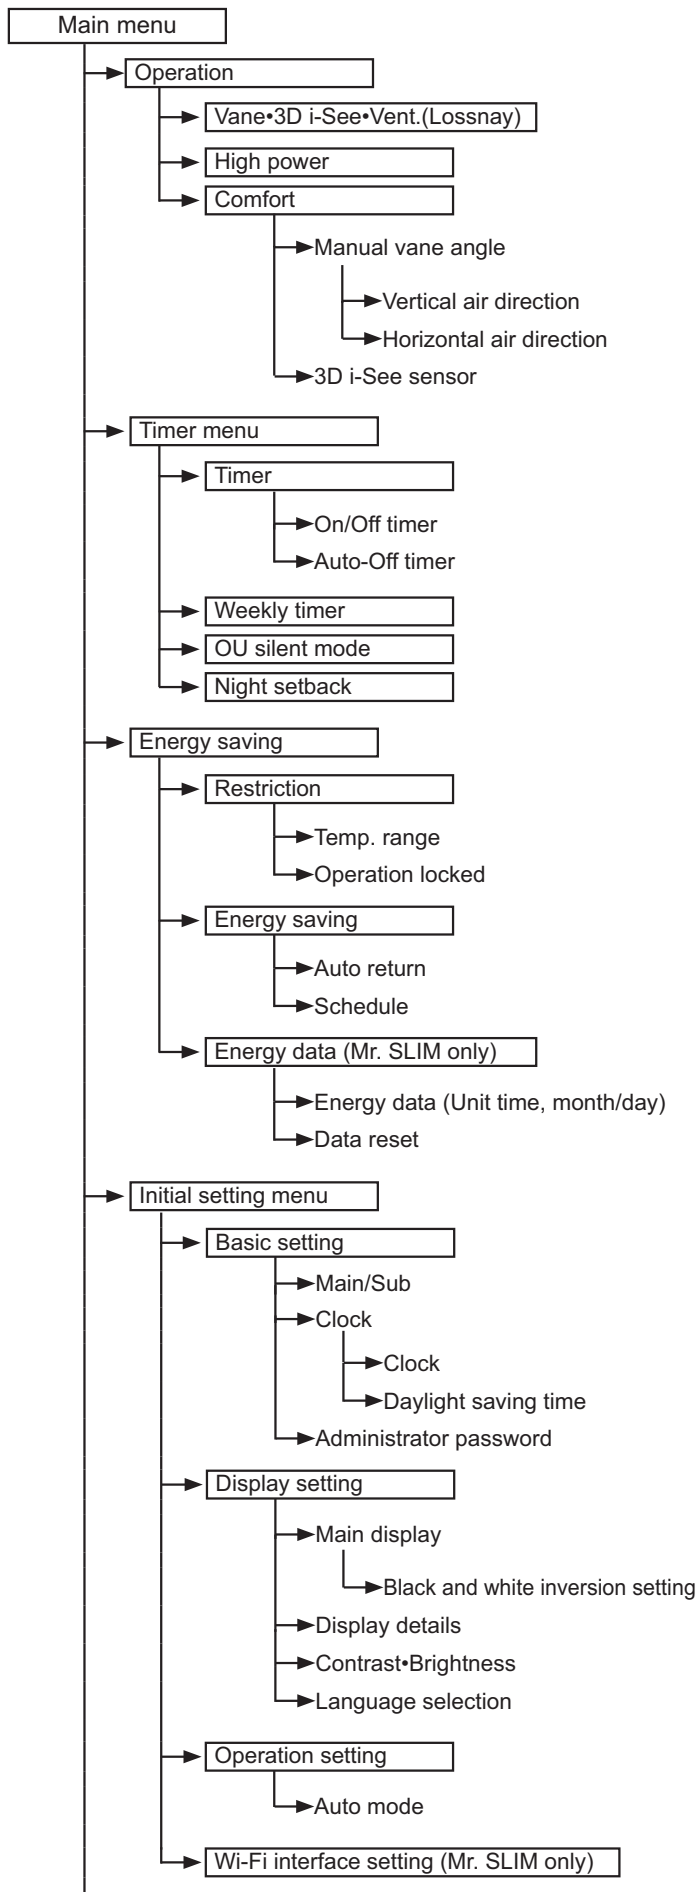 Main menu
Operation
Vane•3D i-See•Vent.(Lossnay)
High power
Comfort
Manual vane angle
Vertical air direction
Horizontal air direction
3D i-See sensor
Timer menu
Timer
On/Off timer
Auto-Off timer
Weekly timer
OU silent mode
Night setback
Energy saving
Restriction
Temp. range
Operation locked
Energy saving
Auto return
Schedule
Energy data (Mr. SLIM only)
Energy data (Unit time, month/day)
Data reset
Initial setting menu
Basic setting
Main/Sub
Clock
Clock
Daylight saving time
Administrator password
Display setting
Main display
Black and white inversion setting
Display details
Contrast•Brightness
Language selection
Operation setting
Auto mode
Wi-Fi interface setting (Mr. SLIM only)